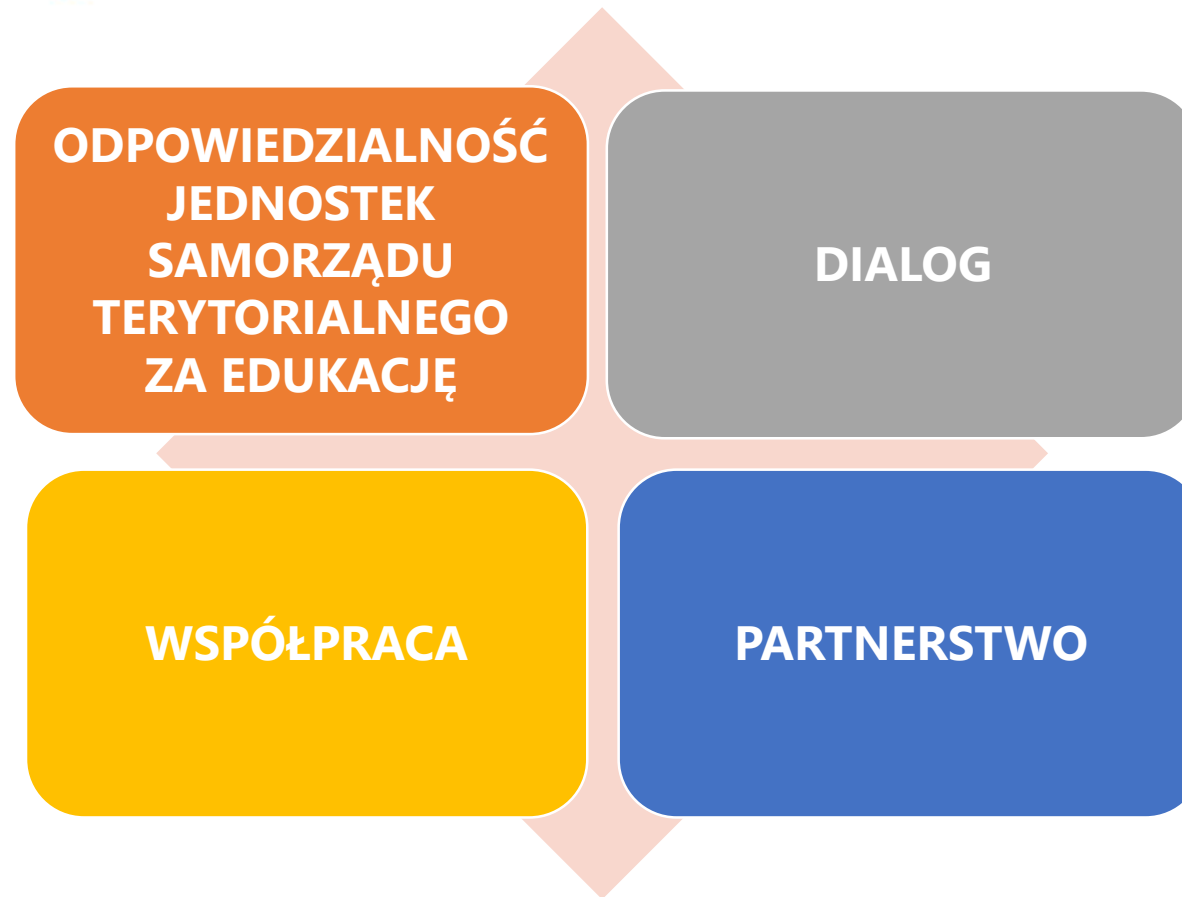 ODPOWIEDZIALNOŚĆ
JEDNOSTEK
SAMORZĄDU
TERYTORIALNEGO
ZA EDUKACJĘ
DIALOG
WSPÓŁPRACA
PARTNERSTWO